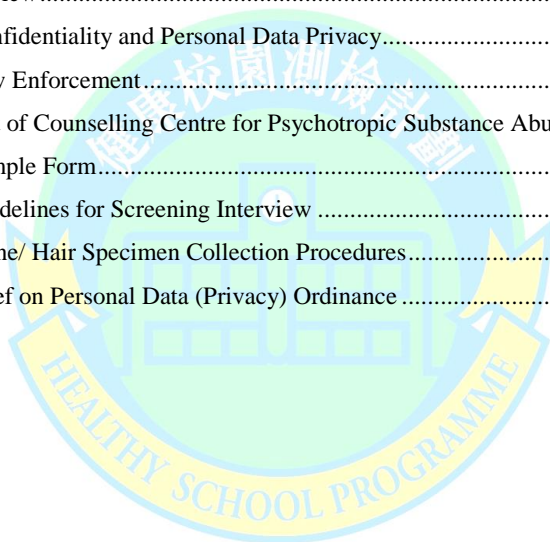 nfidentiality and Personal Data Privacy..............................
y Enforcement..............................................................................
of Counselling Centre for Psychotropic Substance Abu
mple Form......................................................................................
idelines for Screening Interview ............................................
ne/ Hair Specimen Collection Procedures...........................
ef on Personal Data (Privacy) Ordinance ............................
健康校園測檢計劃
HEALTHY SCHOOL PROGRAMME